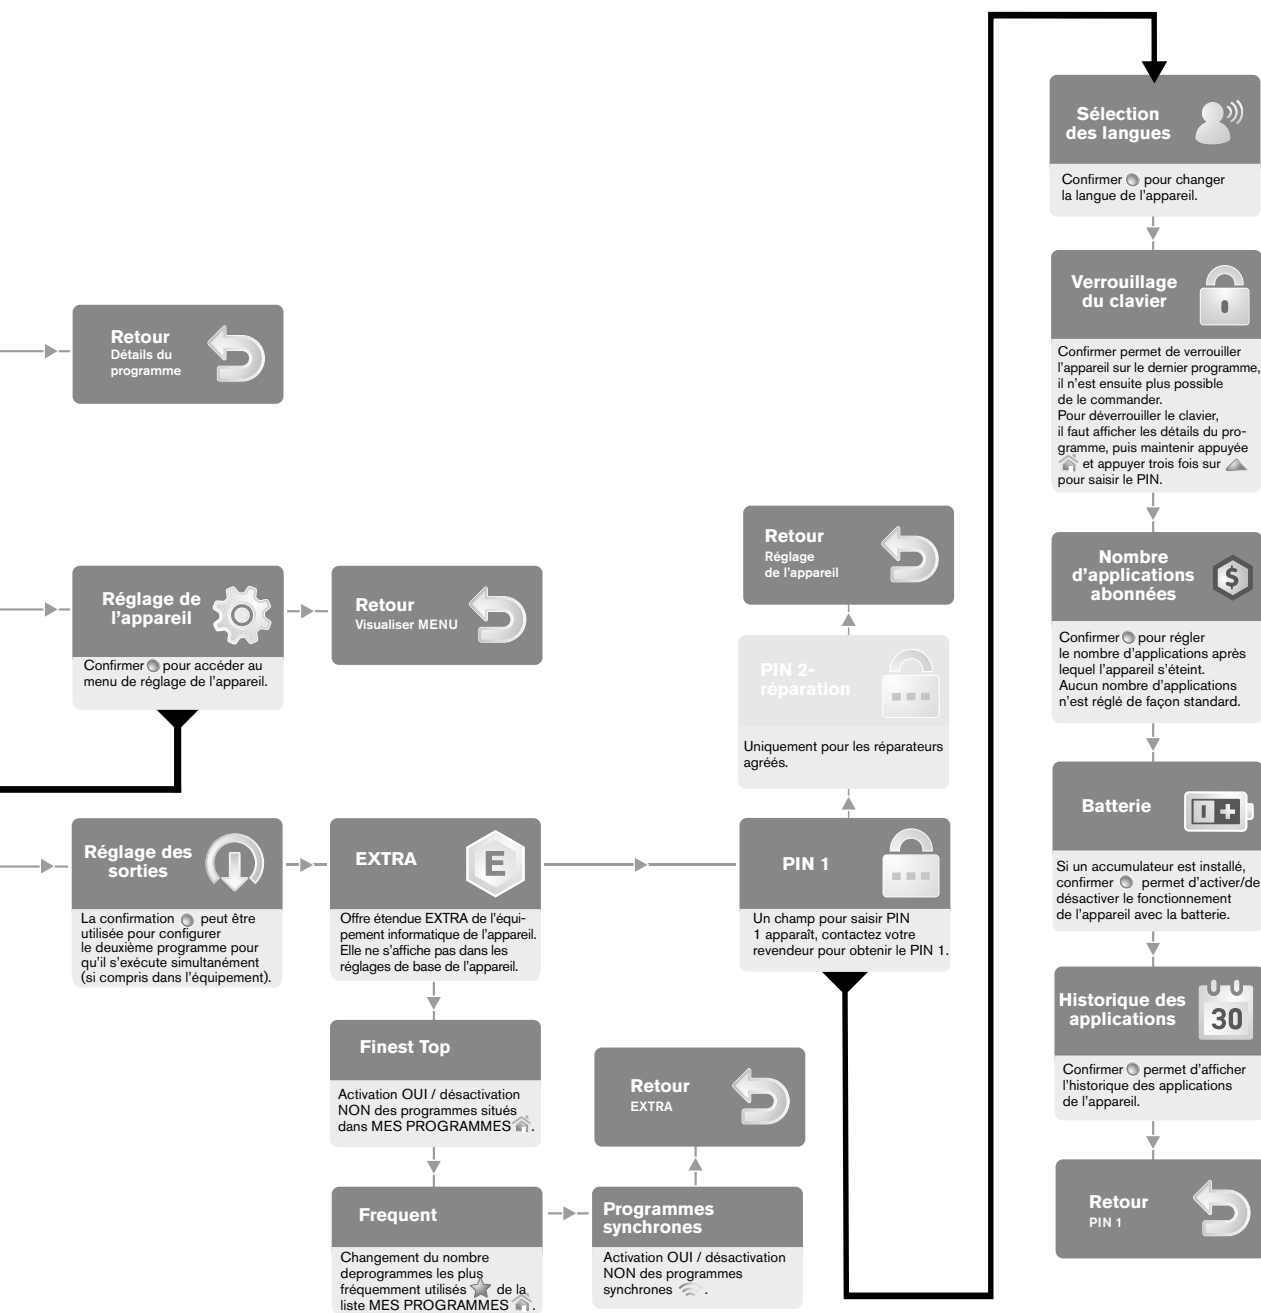 Retour
Détails du
programme
Réglage de
l'appareil
Confirmer pour accéder au
menu de réglage de l'appareil.
Retour
Visualiser MENU
Réglage des
sorties
La confirmation peut être
utilisée pour configurer
le deuxième programme pour
qu'il s'exécute simultanément
(si compris dans l'équipement).
EXTRA
E
Offre étendue EXTRA de l'équi-
pement informatique de l'appareil.
Elle ne s'affiche pas dans les
réglages de base de l'appareil.
Finest Top
Activation OUI / désactivation
NON des programmes situés
dans MES PROGRAMMES .
Frequent
Changement du nombre
deprogrammes les plus
fréquemment utilisés de la
liste MES PROGRAMMES .
Programmes
synchrones
Activation OUI / désactivation
NON des programmes
synchrones .
Retour
EXTRA
Retour
Réglage
de l'appareil
PIN 2-
réparation
Uniquement pour les réparateurs
agréés.
PIN 1
Un champ pour saisir PIN
1 apparaît, contactez votre
revendeur pour obtenir le PIN 1.
Sélection
des langues
Confirmer pour changer
la langue de l'appareil.
Verrouillage
du clavier
Confirmer permet de verrouiller
l'appareil sur le dernier programme,
il n'est ensuite plus possible
de le commander.
Pour déverrouiller le clavier,
il faut afficher les détails du pro-
gramme, puis maintenir appuyée
et appuyer trois fois sur
pour saisir le PIN.
Nombre
d'applications
abonnées
$
Confirmer pour régler
le nombre d'applications après
lequel l'appareil s'éteint.
Aucun nombre d'applications
n'est réglé de façon standard.
Batterie
Si un accumulateur est installé,
confirmer permet d'activer/de
désactiver le fonctionnement
de l'appareil avec la batterie.
Historique des
applications
30
Confirmer permet d'afficher
l'historique des applications
de l'appareil.
Retour
PIN 1